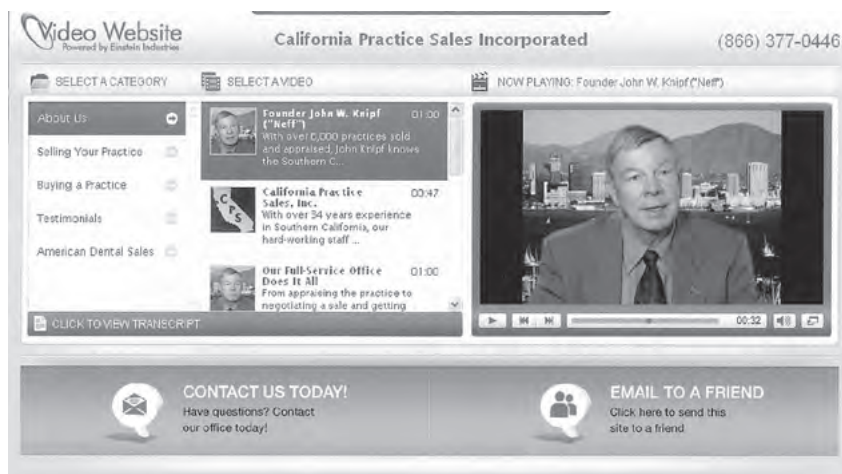 Video Website
Powered by Einstein Industries
California Practice Sales Incorporated
(866) 377-0446
SELECT A CATEGORY
SELECT A VIDEO
NOW PLAYING: Founder John W. Knipf ("Neff")
About Us
Selling Your Practice
Buying a Practice
Testimonials
American Dental Sales
Founder John W. Knipf 01:00
("Neff")
With over 6,000 practices sold
and appraised, John Knipf knows
the Southern C...
CPS
California Practice 00:47
Sales, Inc.
With over 34 years experience
in Southern California, our
hard-working staff ...
Our Full-Service Office 01:00
Does It All
From appraising the practice to
negotiating a sale and getting
CLICK TO VIEW TRANSCRIPT
00:32
CONTACT US TODAY!
Have questions? Contact
our office today!
EMAIL TO A FRIEND
Click here to send this
site to a friend